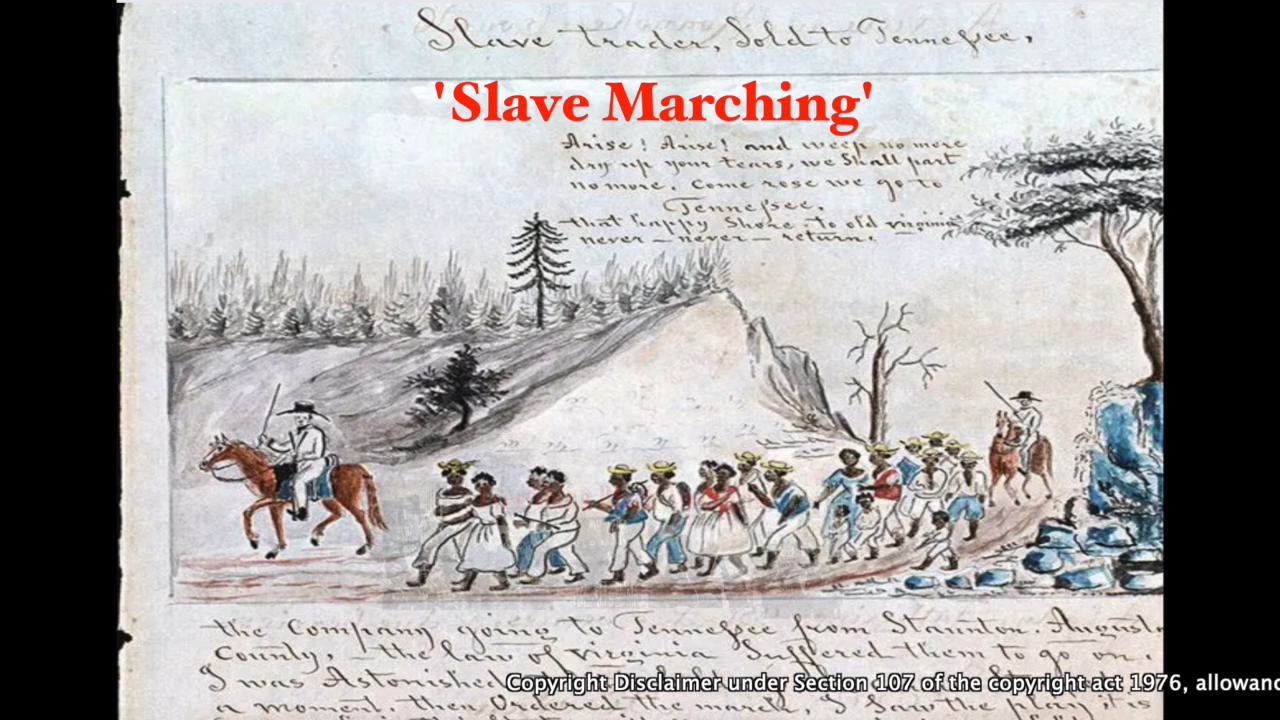 Slave trader, Sold to Tennessee,
'Slave Marching'
Arise! Arise! and weep no more
dry up your tears, we shall part
no more. Come rose we go to
Tennessee.
that happy Shore. to old virginia
never — never — return.
the Company going to Tennessee from Staunton. Augusta
County, — the law of virginia Suffered them to go on.
I was Astonished
Copyright Disclaimer under Section 107 of the copyright act 1976, allowanc
a moment, then Ordered the march, I Saw the play it is